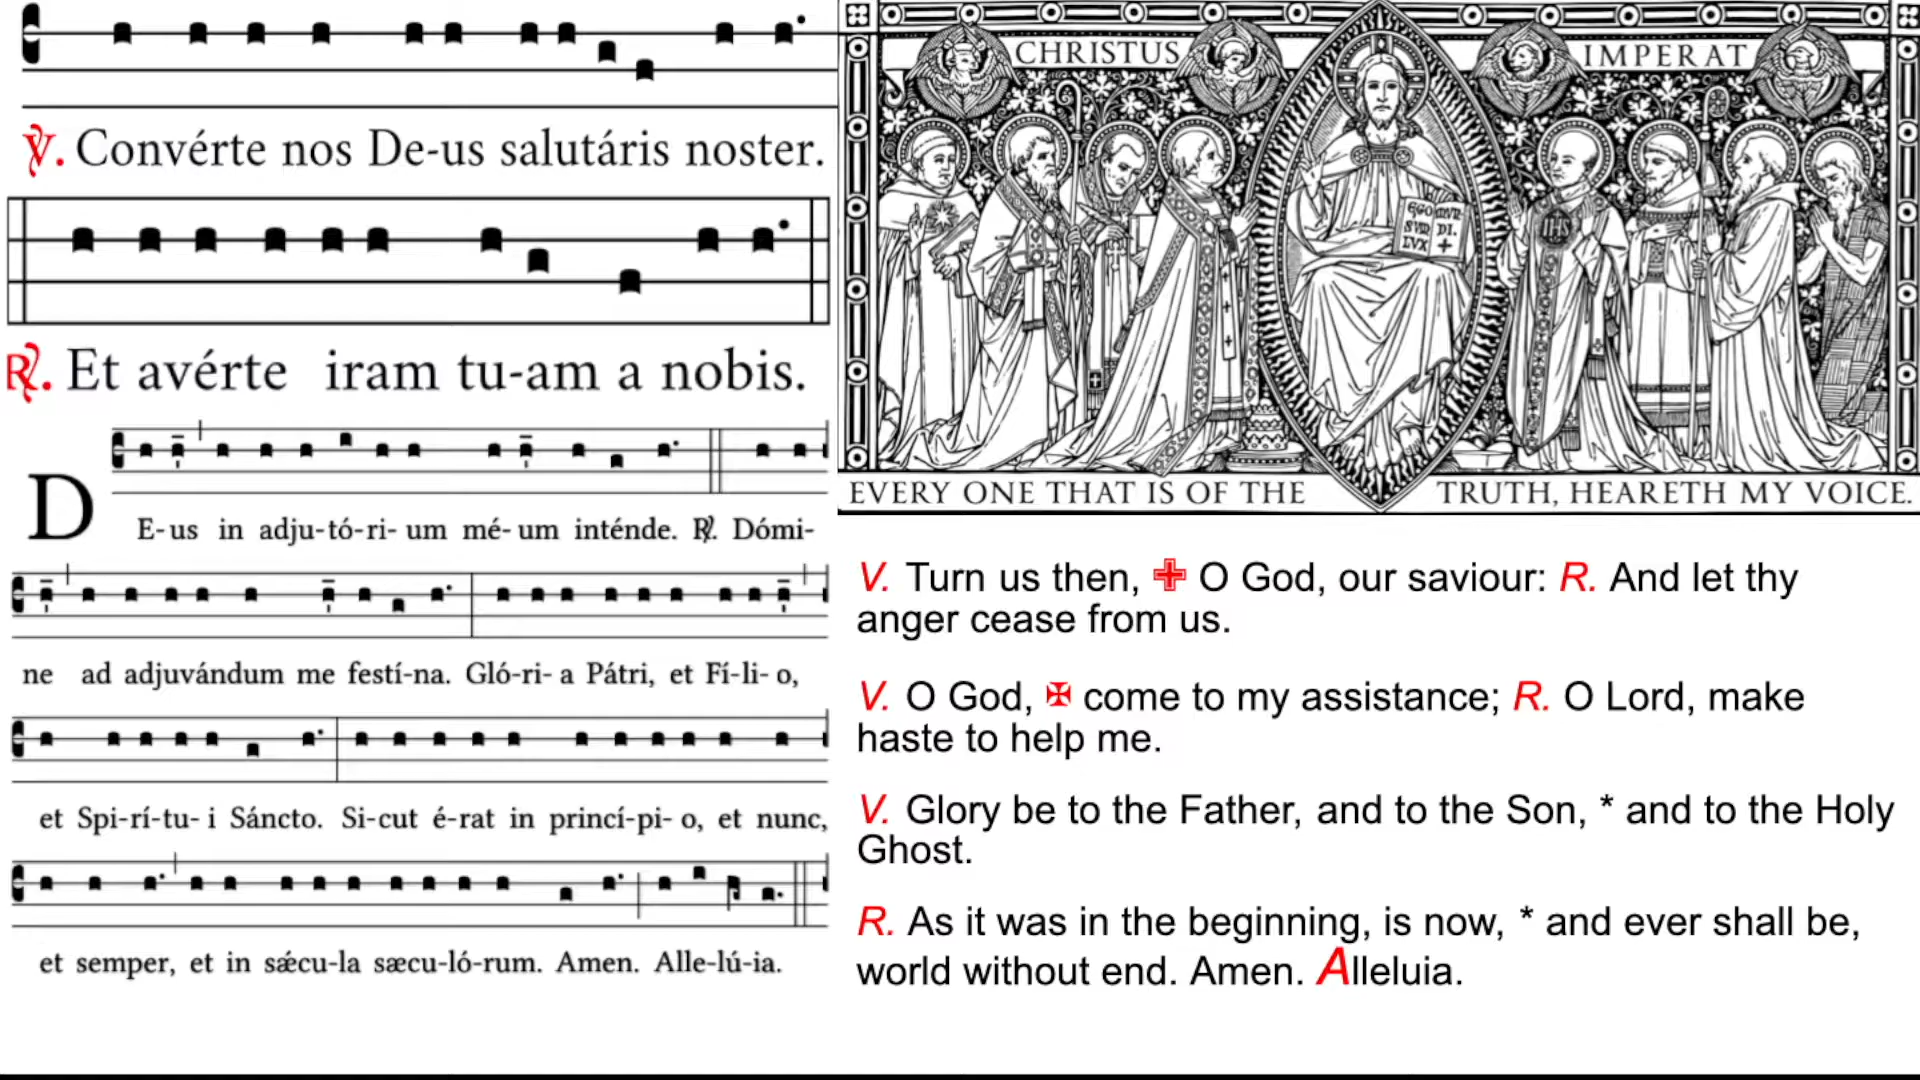 ℣. Convérte nos De-us salutáris noster.
℟. Et avérte iram tu-am a nobis.
DE-us in adju-tó-ri- um mé- um inténde. ℟. Dómi-
ne ad adjuvándum me festí-na. Gló-ri- a Pátri, et Fí-li- o,
et Spi-rí-tu- i Sáncto. Si-cut é-rat in princí-pi- o, et nunc,
et semper, et in sǽcu-la sæcu-ló-rum. Amen. Alle-lú-ia.
CHRISTUS IMPERAT
EGO SUM LUX MUNDI.
EVERY ONE THAT IS OF THE TRUTH, HEARETH MY VOICE.
V. Turn us then, ✙ O God, our saviour: R. And let thy
anger cease from us.
V. O God, ✠ come to my assistance; R. O Lord, make
haste to help me.
V. Glory be to the Father, and to the Son, * and to the Holy
Ghost.
R. As it was in the beginning, is now, * and ever shall be,
world without end. Amen. Alleluia.